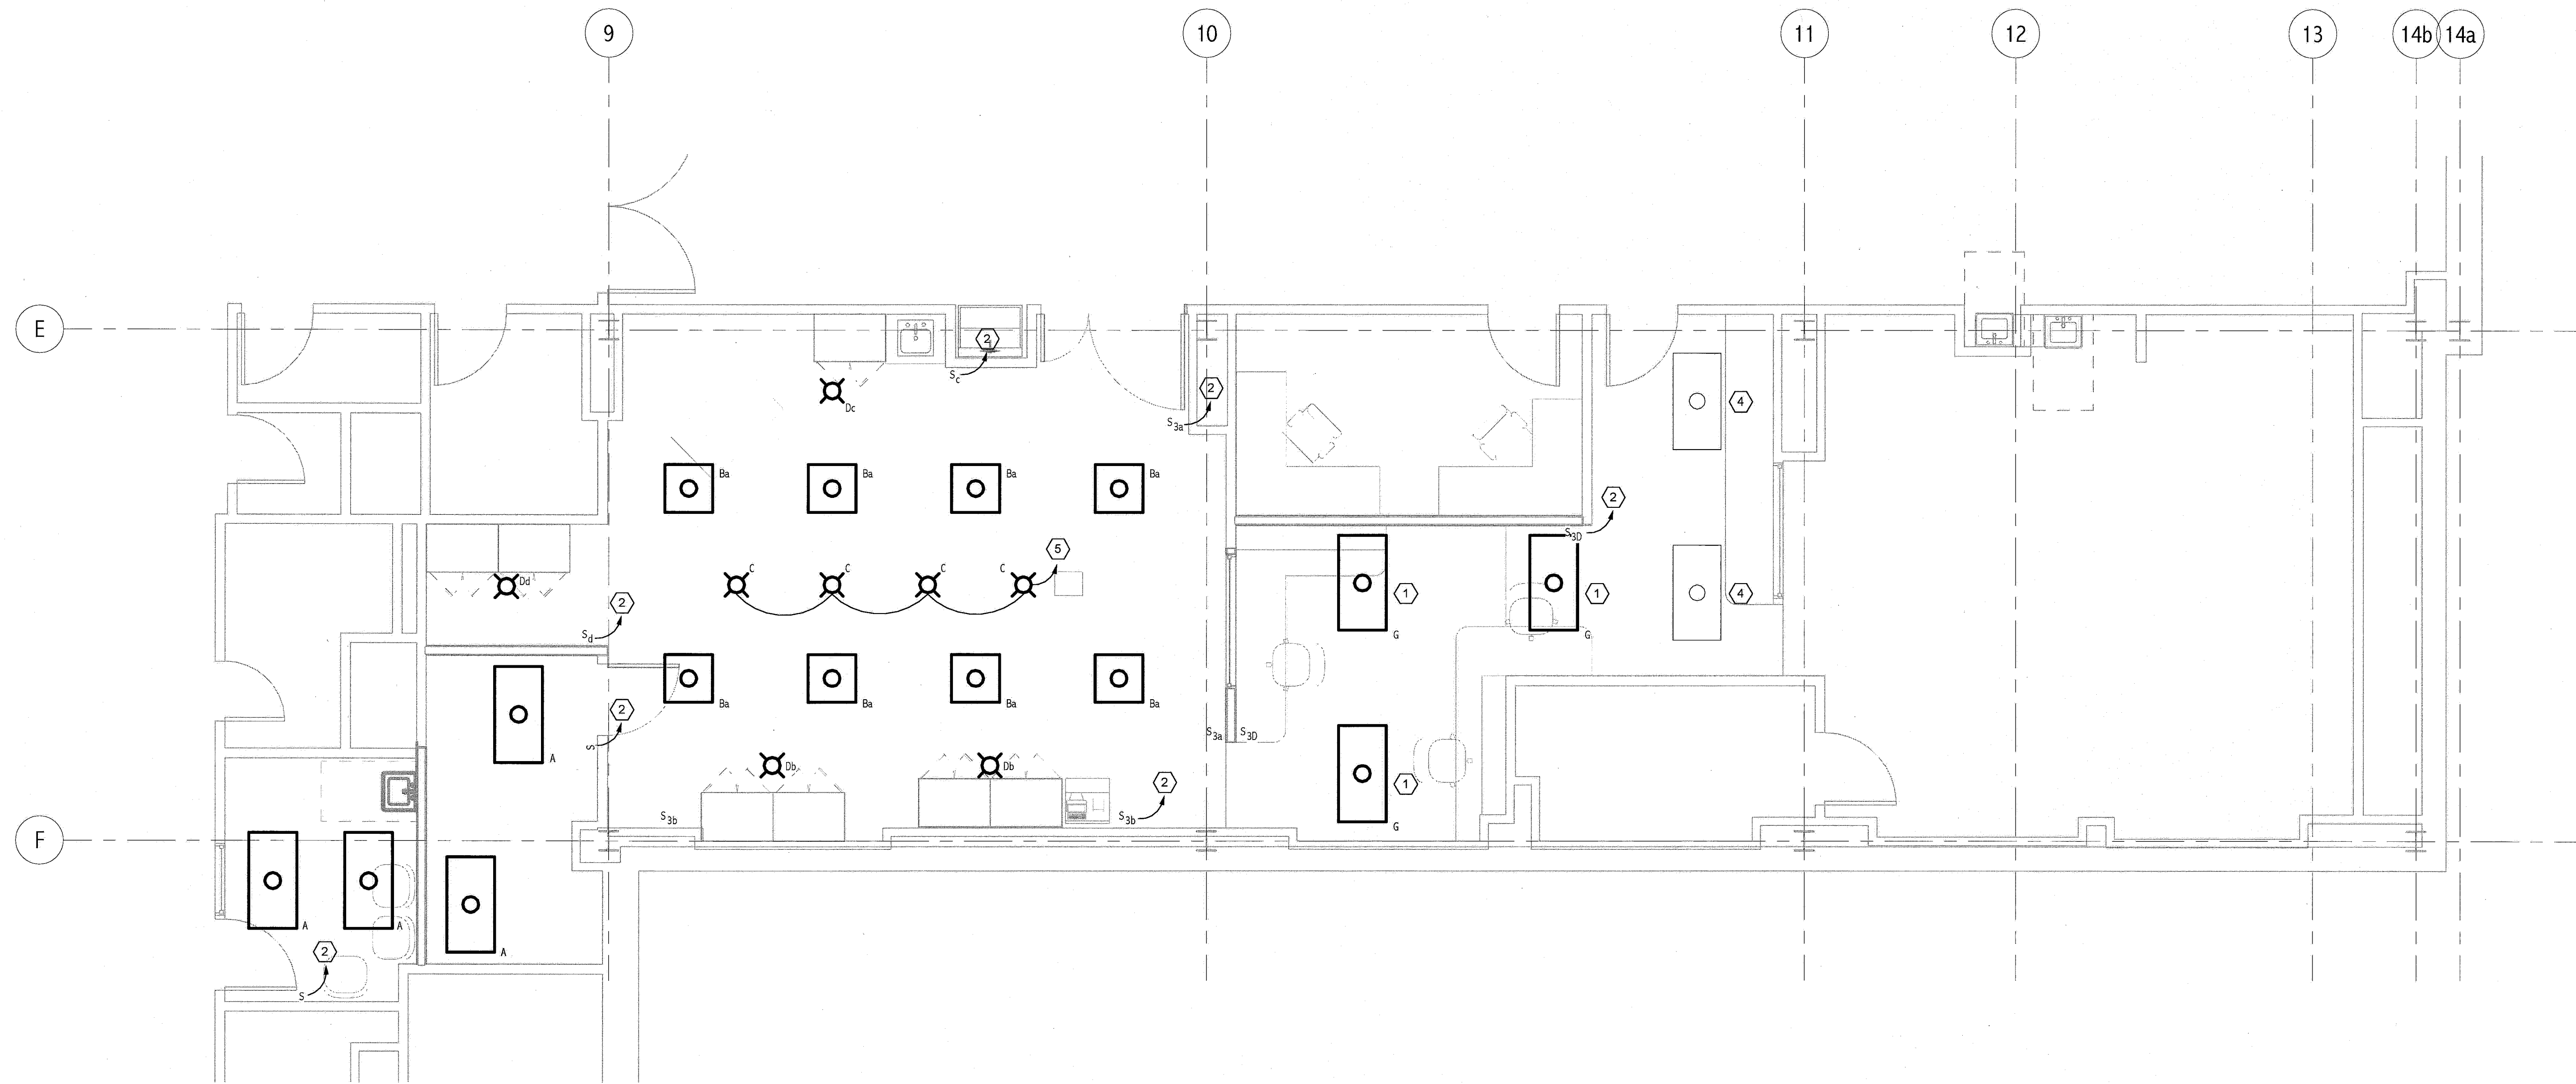 9 10 11 12 13 14b 14a
E
2
Sc
2
Dc
S3a
4
Ba Ba Ba Ba
2
S3D
5
C C C C
Dd
1 1 4
2
Sd
G G
Ba Ba Ba Ba
2
S
S3a S3D
A
Db Db
2
1
S3b S3b
G
F
A A
2
A
S